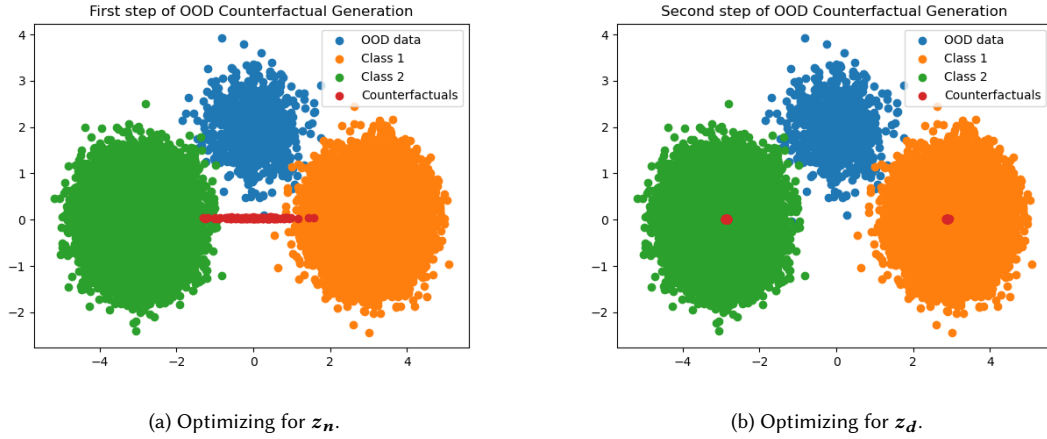 First step of OOD Counterfactual Generation
OOD data
Class 1
Class 2
Counterfactuals
4
3
2
1
0
−1
−2
−4
−2
0
2
4
(a) Optimizing for zn.
Second step of OOD Counterfactual Generation
OOD data
Class 1
Class 2
Counterfactuals
4
3
2
1
0
−1
−2
−4
−2
0
2
4
(b) Optimizing for zd.